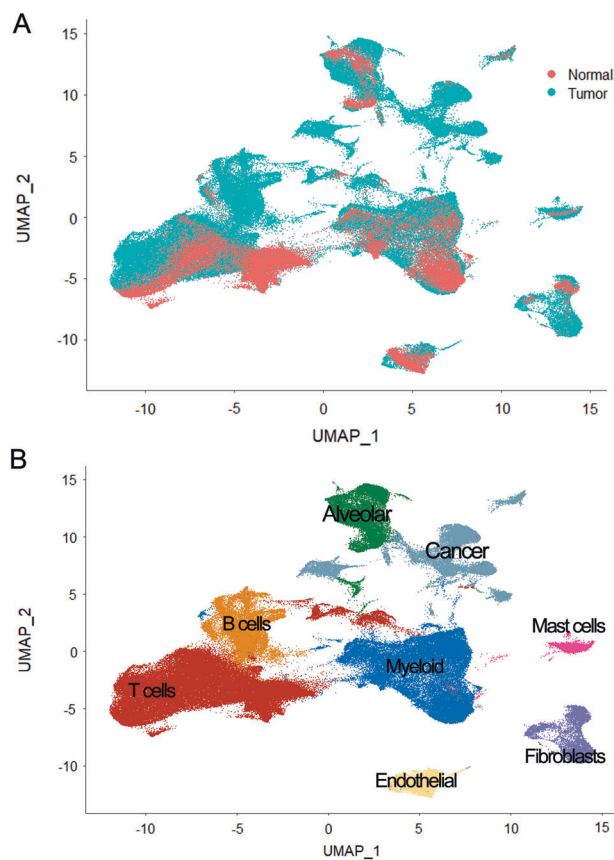 A
15
10
5
0
-5
-10
UMAP_2
Normal
Tumor
-10 -5 0 5 10 15
UMAP_1
B
15
10
5
0
-5
-10
UMAP_2
Alveolar
Cancer
B cells
Mast cells
Myeloid
T cells
Fibroblasts
Endothelial
-10 -5 0 5 10 15
UMAP_1